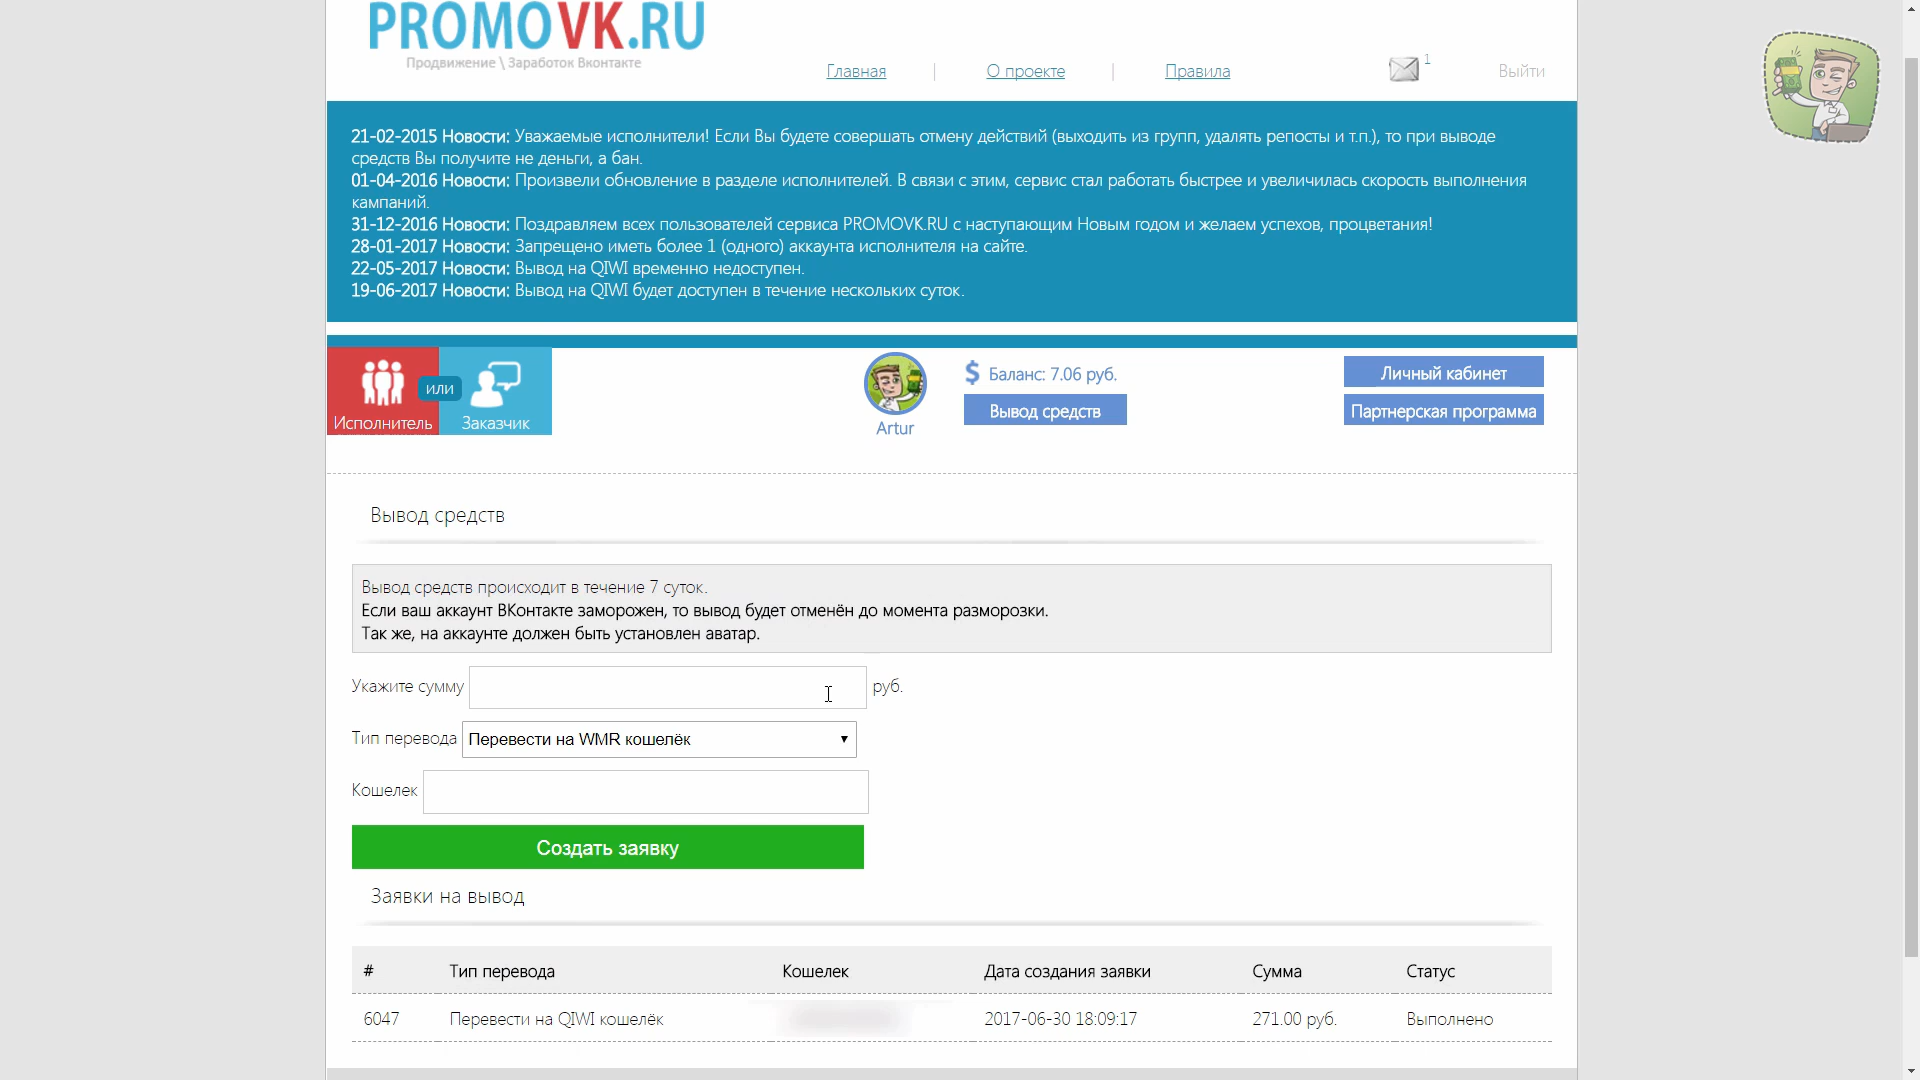 PROMOVK.RU
Продвижение \ Заработок Вконтакте
Главная | О проекте | Правила
1
Выйти
21-02-2015 Новости: Уважаемые исполнители! Если Вы будете совершать отмену действий (выходить из групп, удалять репосты и т.п.), то при выводе
средств Вы получите не деньги, а бан.
01-04-2016 Новости: Произвели обновление в разделе исполнителей. В связи с этим, сервис стал работать быстрее и увеличилась скорость выполнения
кампаний.
31-12-2016 Новости: Поздравляем всех пользователей сервиса PROMOVK.RU с наступающим Новым годом и желаем успехов, процветания!
28-01-2017 Новости: Запрещено иметь более 1 (одного) аккаунта исполнителя на сайте.
22-05-2017 Новости: Вывод на QIWI временно недоступен.
19-06-2017 Новости: Вывод на QIWI будет доступен в течение нескольких суток.
Исполнитель
или
Заказчик
Artur
$ Баланс: 7.06 руб.
Вывод средств
Личный кабинет
Партнерская программа
Вывод средств
Вывод средств происходит в течение 7 суток.
Если ваш аккаунт ВКонтакте заморожен, то вывод будет отменён до момента разморозки.
Так же, на аккаунте должен быть установлен аватар.
Укажите сумму руб.
Тип перевода Перевести на WMR кошелёк
Кошелек
Создать заявку
Заявки на вывод
# Тип перевода Кошелек Дата создания заявки Сумма Статус
6047 Перевести на QIWI кошелёк 2017-06-30 18:09:17 271.00 руб. Выполнено